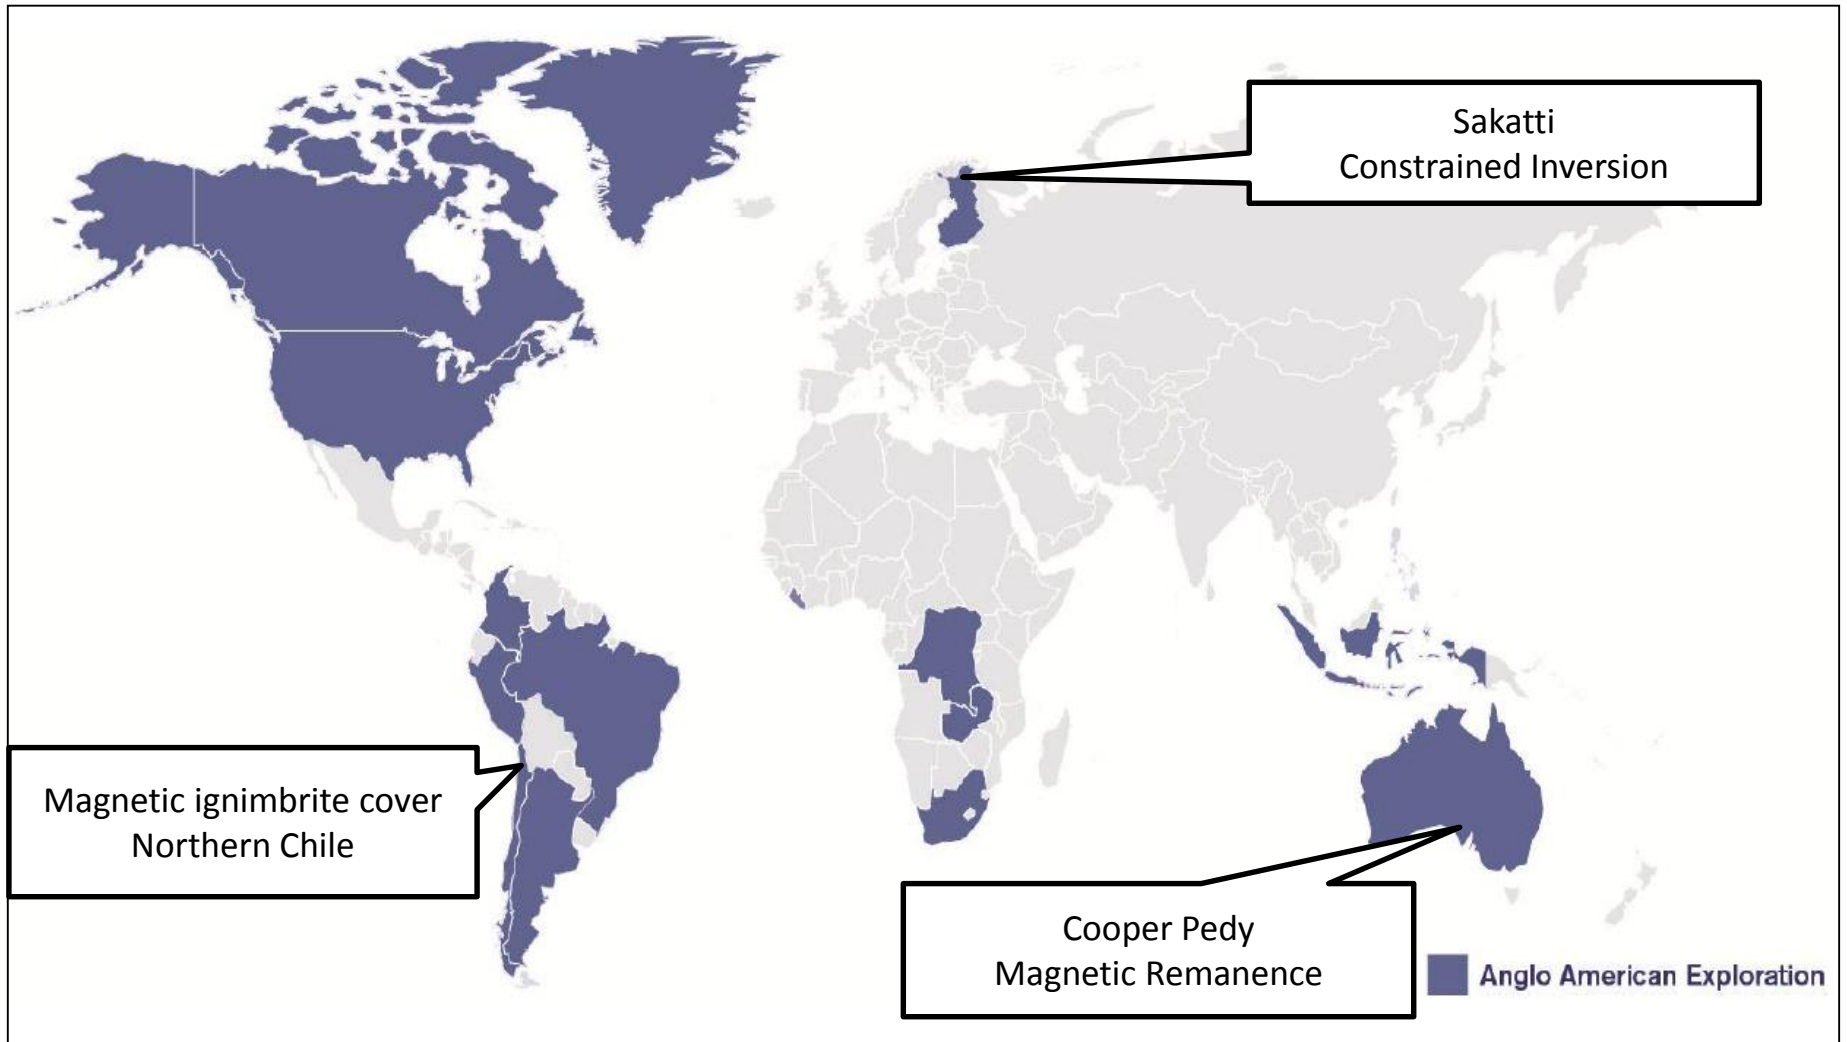 Sakatti
Constrained Inversion
Magnetic ignimbrite cover
Northern Chile
Cooper Pedy
Magnetic Remanence
Anglo American Exploration